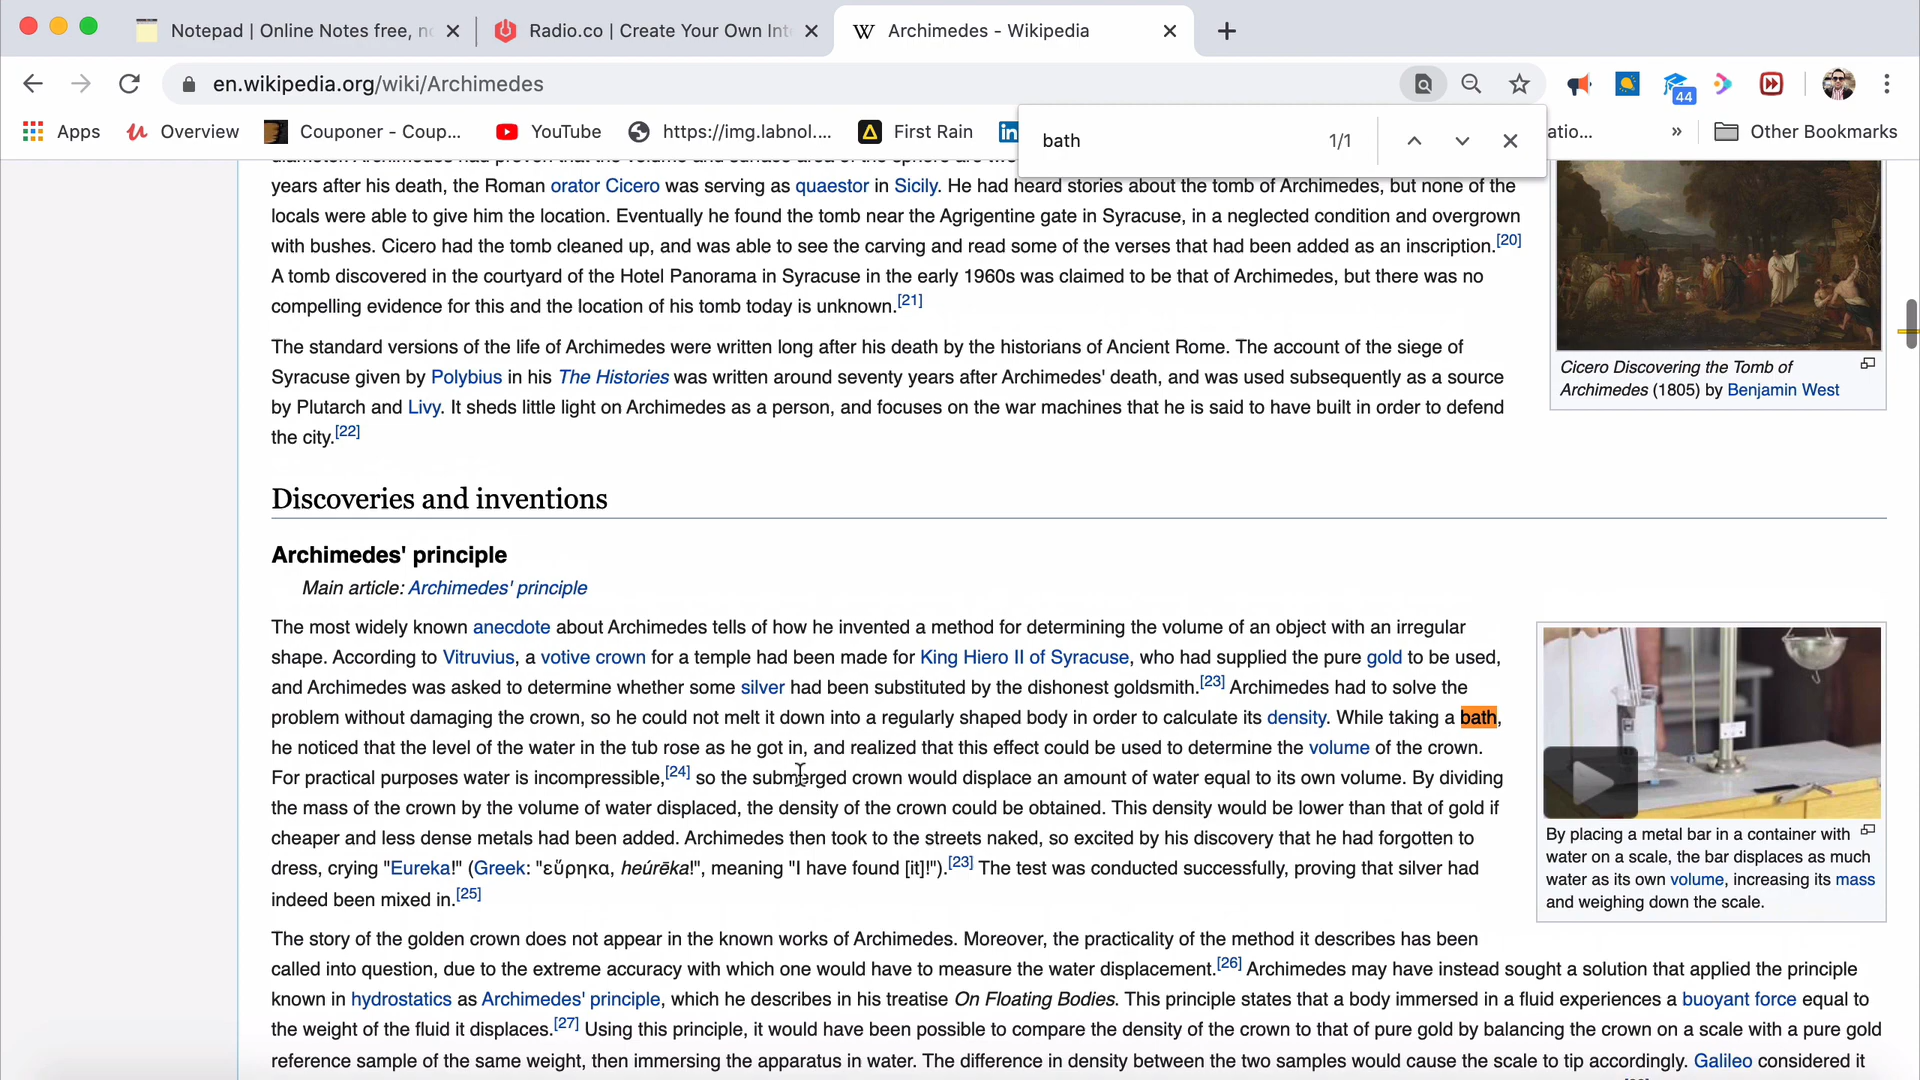 Notepad | Online Notes free, n
Radio.co | Create Your Own Int
Archimedes - Wikipedia
en.wikipedia.org/wiki/Archimedes
44
Apps
Overview
Couponer - Coup...
YouTube
https://img.labnol....
First Rain
atio...
»
Other Bookmarks
bath
1/1
years after his death, the Roman orator Cicero was serving as quaestor in Sicily. He had heard stories about the tomb of Archimedes, but none of the
locals were able to give him the location. Eventually he found the tomb near the Agrigentine gate in Syracuse, in a neglected condition and overgrown
with bushes. Cicero had the tomb cleaned up, and was able to see the carving and read some of the verses that had been added as an inscription.[20]
A tomb discovered in the courtyard of the Hotel Panorama in Syracuse in the early 1960s was claimed to be that of Archimedes, but there was no
compelling evidence for this and the location of his tomb today is unknown.[21]
The standard versions of the life of Archimedes were written long after his death by the historians of Ancient Rome. The account of the siege of
Syracuse given by Polybius in his The Histories was written around seventy years after Archimedes' death, and was used subsequently as a source
by Plutarch and Livy. It sheds little light on Archimedes as a person, and focuses on the war machines that he is said to have built in order to defend
the city.[22]
Cicero Discovering the Tomb of
Archimedes (1805) by Benjamin West
Discoveries and inventions
Archimedes' principle
Main article: Archimedes' principle
The most widely known anecdote about Archimedes tells of how he invented a method for determining the volume of an object with an irregular
shape. According to Vitruvius, a votive crown for a temple had been made for King Hiero II of Syracuse, who had supplied the pure gold to be used,
and Archimedes was asked to determine whether some silver had been substituted by the dishonest goldsmith.[23] Archimedes had to solve the
problem without damaging the crown, so he could not melt it down into a regularly shaped body in order to calculate its density. While taking a bath,
he noticed that the level of the water in the tub rose as he got in, and realized that this effect could be used to determine the volume of the crown.
For practical purposes water is incompressible,[24] so the submerged crown would displace an amount of water equal to its own volume. By dividing
the mass of the crown by the volume of water displaced, the density of the crown could be obtained. This density would be lower than that of gold if
cheaper and less dense metals had been added. Archimedes then took to the streets naked, so excited by his discovery that he had forgotten to
dress, crying "Eureka!" (Greek: "εὕρηκα, heúrēka!", meaning "I have found [it]!").[23] The test was conducted successfully, proving that silver had
indeed been mixed in.[25]
By placing a metal bar in a container with
water on a scale, the bar displaces as much
water as its own volume, increasing its mass
and weighing down the scale.
The story of the golden crown does not appear in the known works of Archimedes. Moreover, the practicality of the method it describes has been
called into question, due to the extreme accuracy with which one would have to measure the water displacement.[26] Archimedes may have instead sought a solution that applied the principle
known in hydrostatics as Archimedes' principle, which he describes in his treatise On Floating Bodies. This principle states that a body immersed in a fluid experiences a buoyant force equal to
the weight of the fluid it displaces.[27] Using this principle, it would have been possible to compare the density of the crown to that of pure gold by balancing the crown on a scale with a pure gold
reference sample of the same weight, then immersing the apparatus in water. The difference in density between the two samples would cause the scale to tip accordingly. Galileo considered it